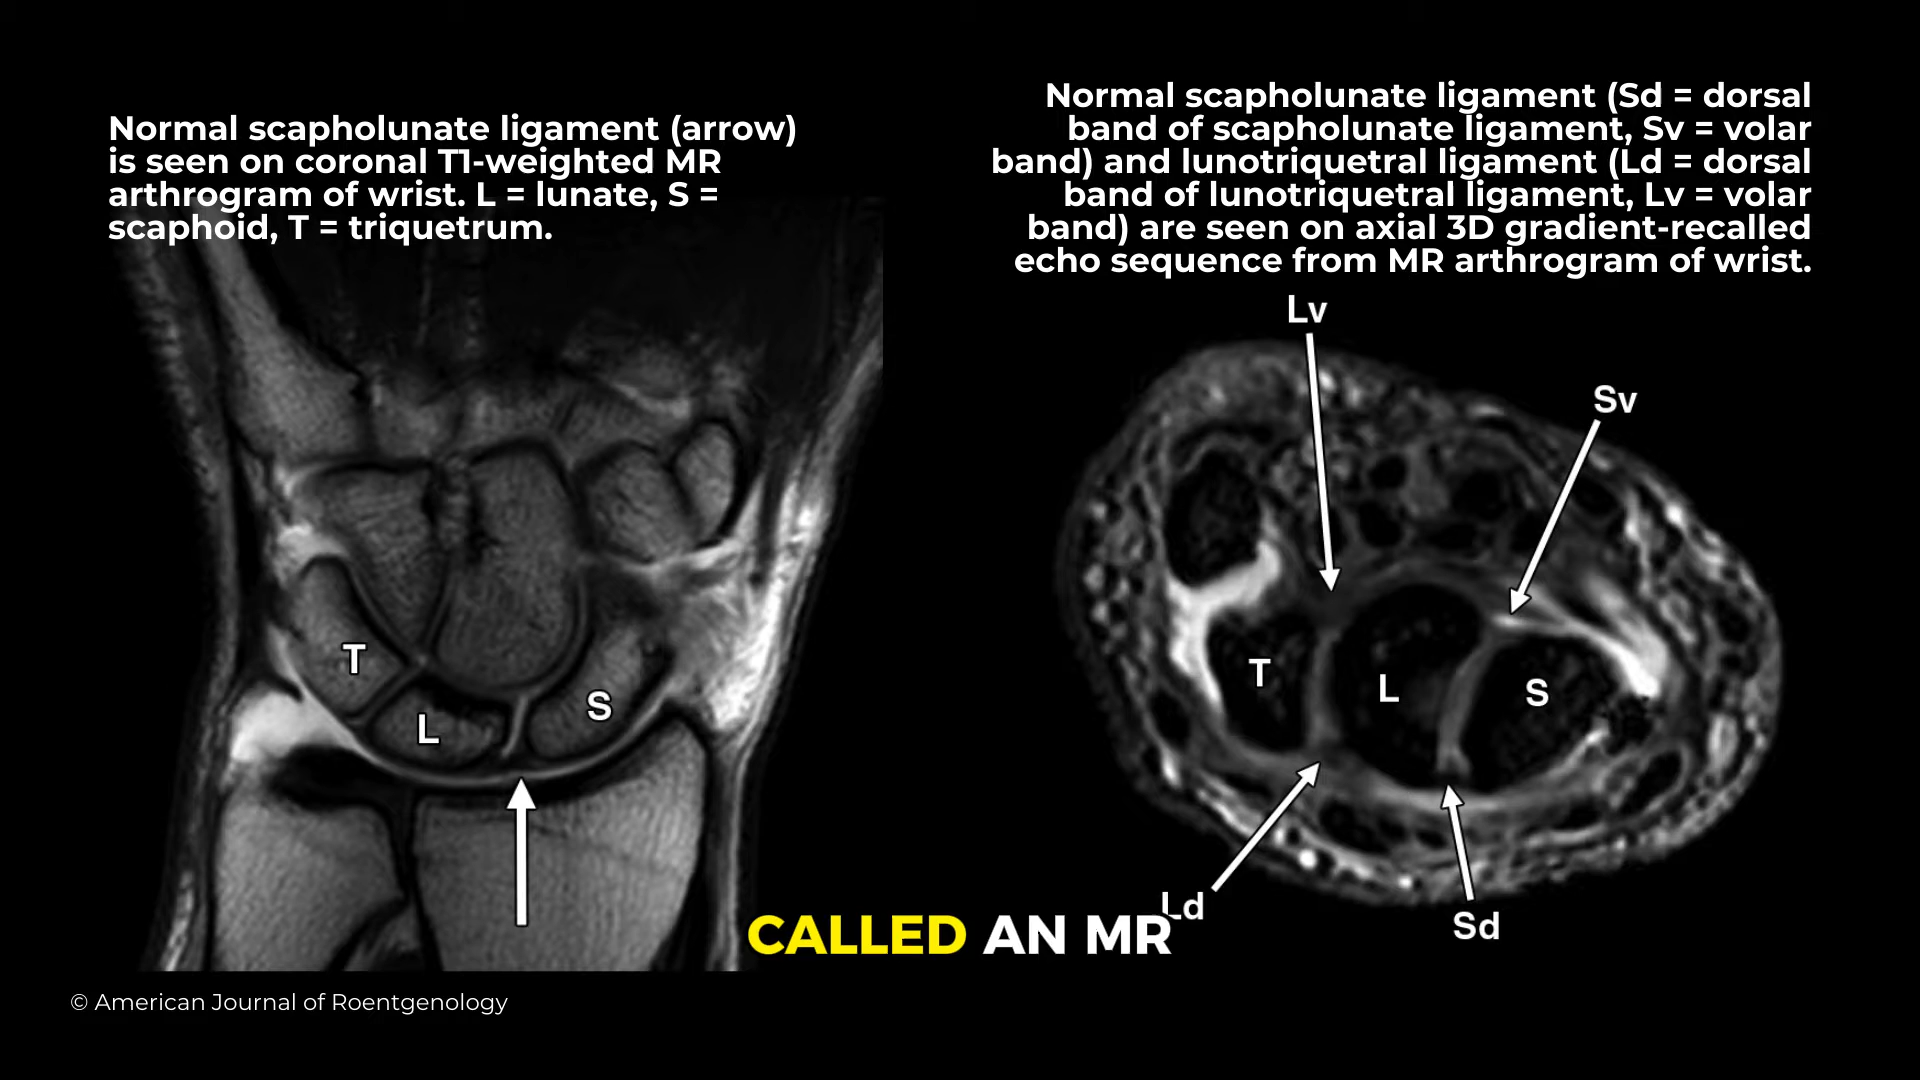 Normal scapholunate ligament (arrow)
is seen on coronal T1-weighted MR
arthrogram of wrist. L = lunate, S =
scaphoid, T = triquetrum.
Normal scapholunate ligament (Sd = dorsal
band of scapholunate ligament, Sv = volar
band) and lunotriquetral ligament (Ld = dorsal
band of lunotriquetral ligament, Lv = volar
band) are seen on axial 3D gradient-recalled
echo sequence from MR arthrogram of wrist.
Lv
Sv
T
L
S
T
L
S
Ld
Sd
CALLED AN MR
© American Journal of Roentgenology